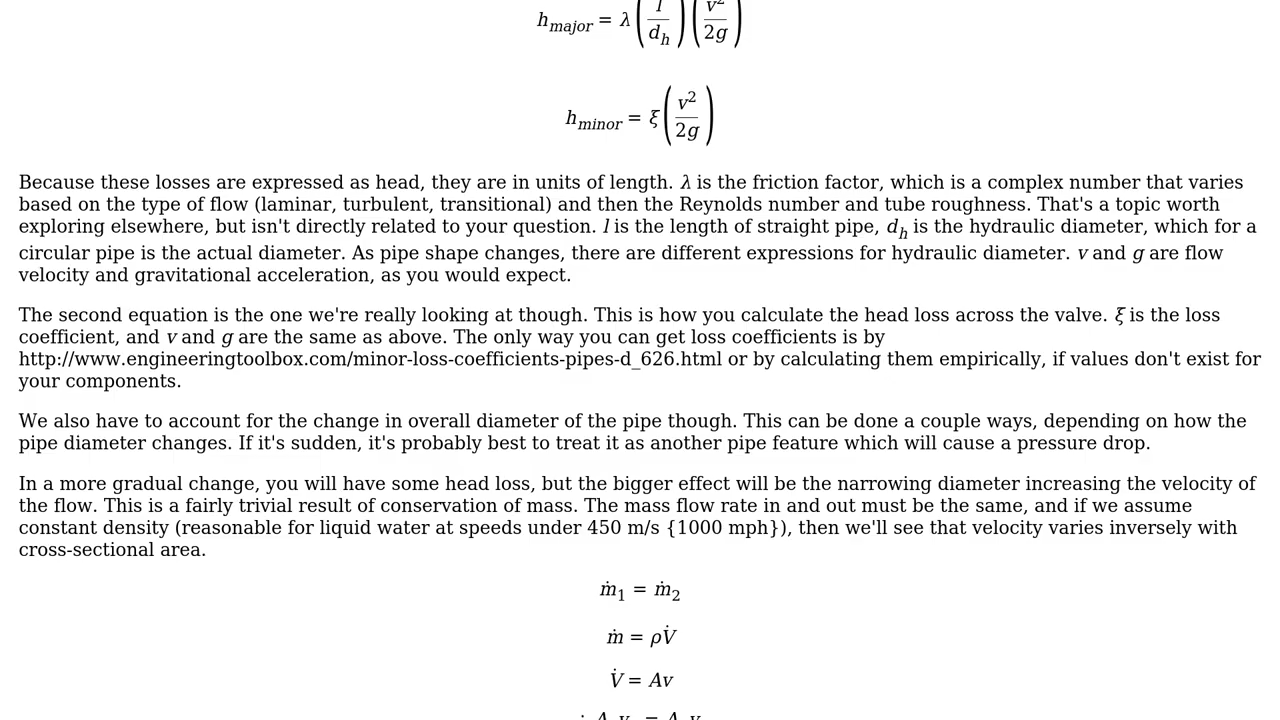 h_major = λ (l/d_h) (v²/2g)
h_minor = ξ (v²/2g)
Because these losses are expressed as head, they are in units of length. λ is the friction factor, which is a complex number that varies
based on the type of flow (laminar, turbulent, transitional) and then the Reynolds number and tube roughness. That's a topic worth
exploring elsewhere, but isn't directly related to your question. l is the length of straight pipe, d_h is the hydraulic diameter, which for a
circular pipe is the actual diameter. As pipe shape changes, there are different expressions for hydraulic diameter. v and g are flow
velocity and gravitational acceleration, as you would expect.
The second equation is the one we're really looking at though. This is how you calculate the head loss across the valve. ξ is the loss
coefficient, and v and g are the same as above. The only way you can get loss coefficients is by
http://www.engineeringtoolbox.com/minor-loss-coefficients-pipes-d_626.html or by calculating them empirically, if values don't exist for
your components.
We also have to account for the change in overall diameter of the pipe though. This can be done a couple ways, depending on how the
pipe diameter changes. If it's sudden, it's probably best to treat it as another pipe feature which will cause a pressure drop.
In a more gradual change, you will have some head loss, but the bigger effect will be the narrowing diameter increasing the velocity of
the flow. This is a fairly trivial result of conservation of mass. The mass flow rate in and out must be the same, and if we assume
constant density (reasonable for liquid water at speeds under 450 m/s {1000 mph}), then we'll see that velocity varies inversely with
cross-sectional area.
ṁ₁ = ṁ₂
ṁ = ρV̇
V̇ = Av